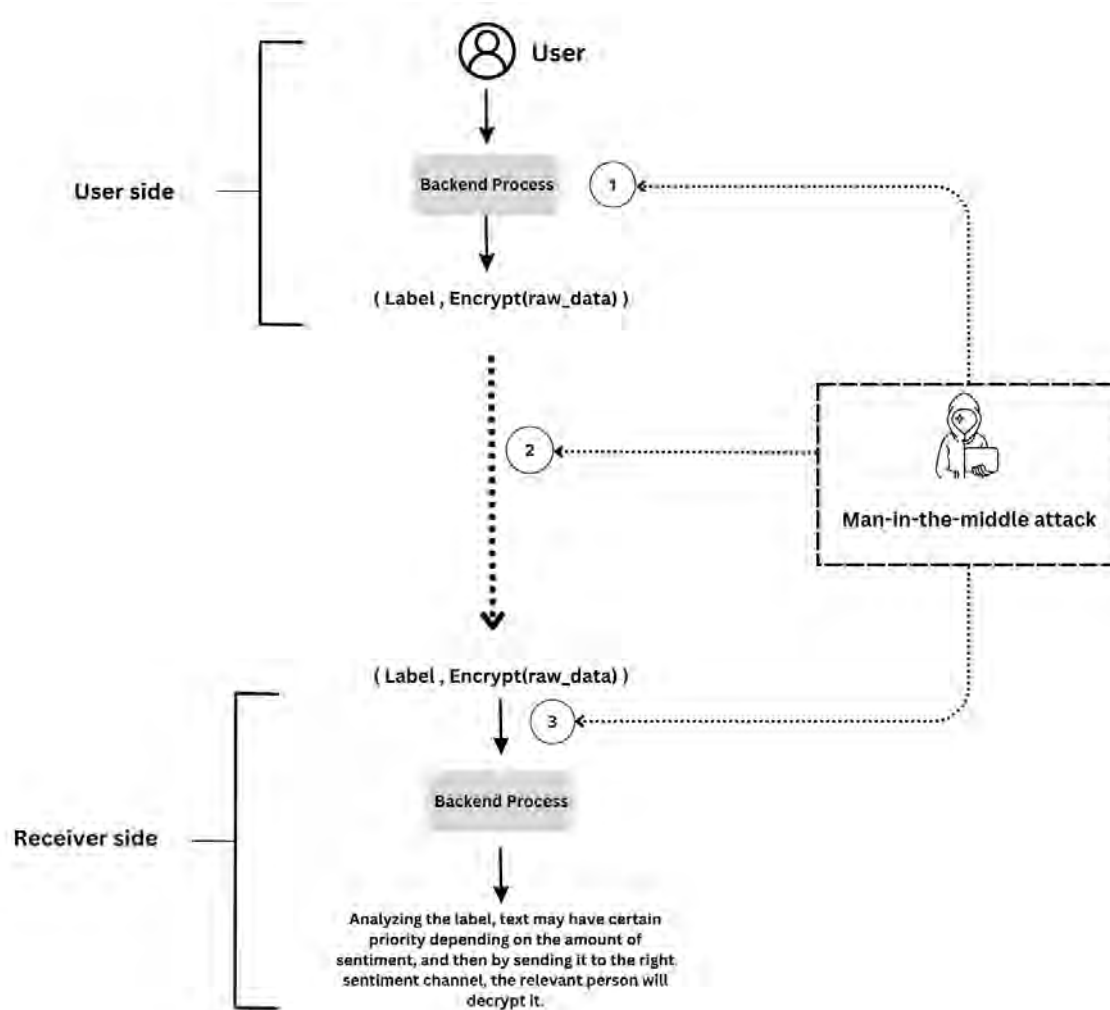 User
Backend Process
1
User side
( Label , Encrypt(raw_data) )
2
Man-in-the-middle attack
( Label , Encrypt(raw_data) )
3
Backend Process
Receiver side
Analyzing the label, text may have certain
priority depending on the amount of
sentiment, and then by sending it to the right
sentiment channel, the relevant person will
decrypt it.